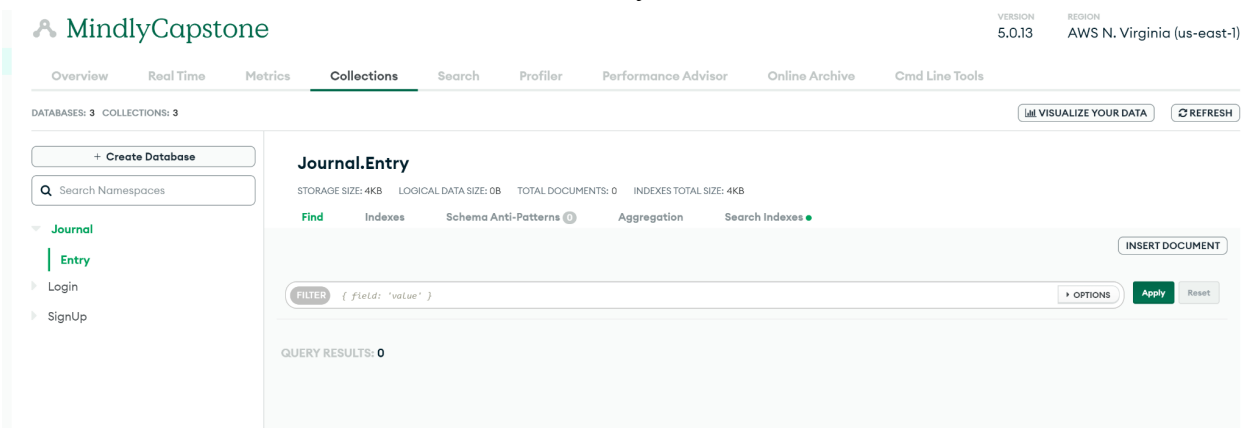 MindlyCapstone
VERSION REGION
5.0.13 AWS N. Virginia (us-east-1)
Overview Real Time Metrics Collections Search Profiler Performance Advisor Online Archive Cmd Line Tools
DATABASES: 3 COLLECTIONS: 3
VISUALIZE YOUR DATA REFRESH
+ Create Database
Search Namespaces
Journal
Entry
Login
SignUp
Journal.Entry
STORAGE SIZE: 4KB LOGICAL DATA SIZE: 0B TOTAL DOCUMENTS: 0 INDEXES TOTAL SIZE: 4KB
Find Indexes Schema Anti-Patterns 0 Aggregation Search Indexes
INSERT DOCUMENT
FILTER { field: 'value' } OPTIONS Apply Reset
QUERY RESULTS: 0